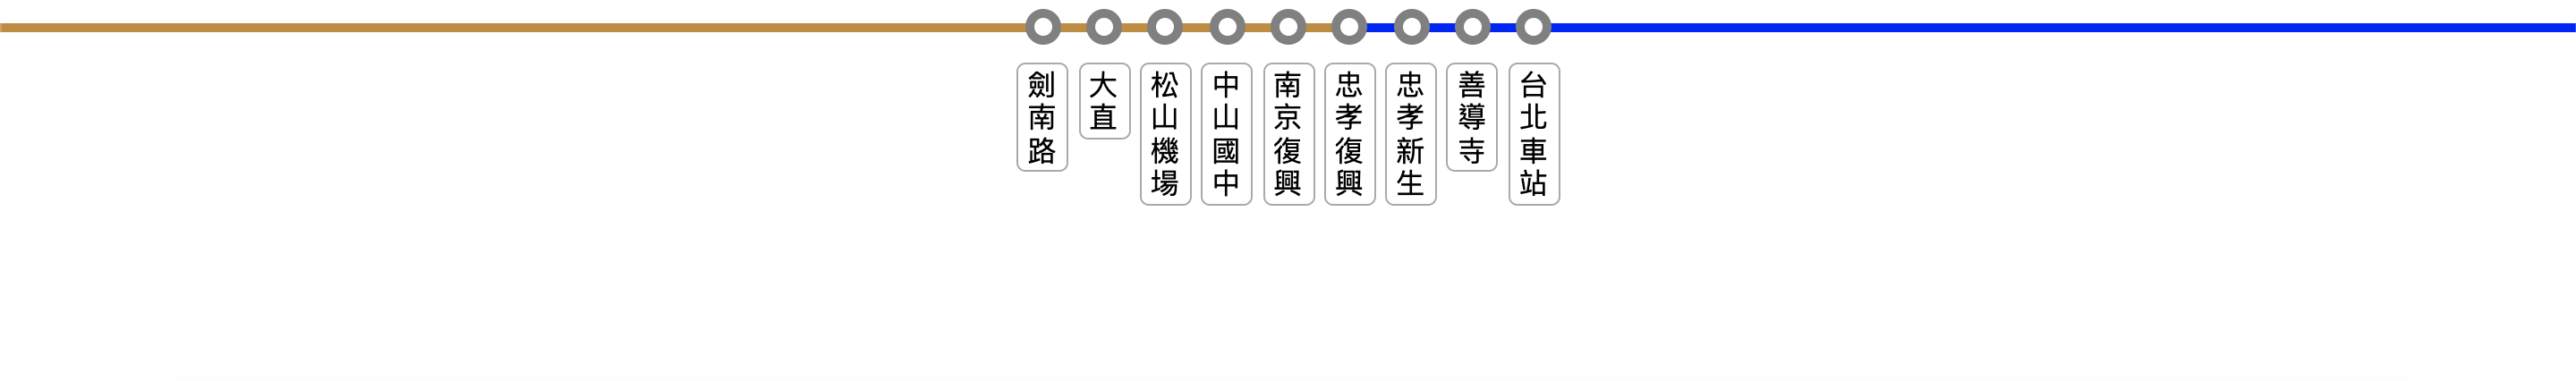 劍南路
大直
松山機場
中山國中
南京復興
忠孝復興
忠孝新生
善導寺
台北車站